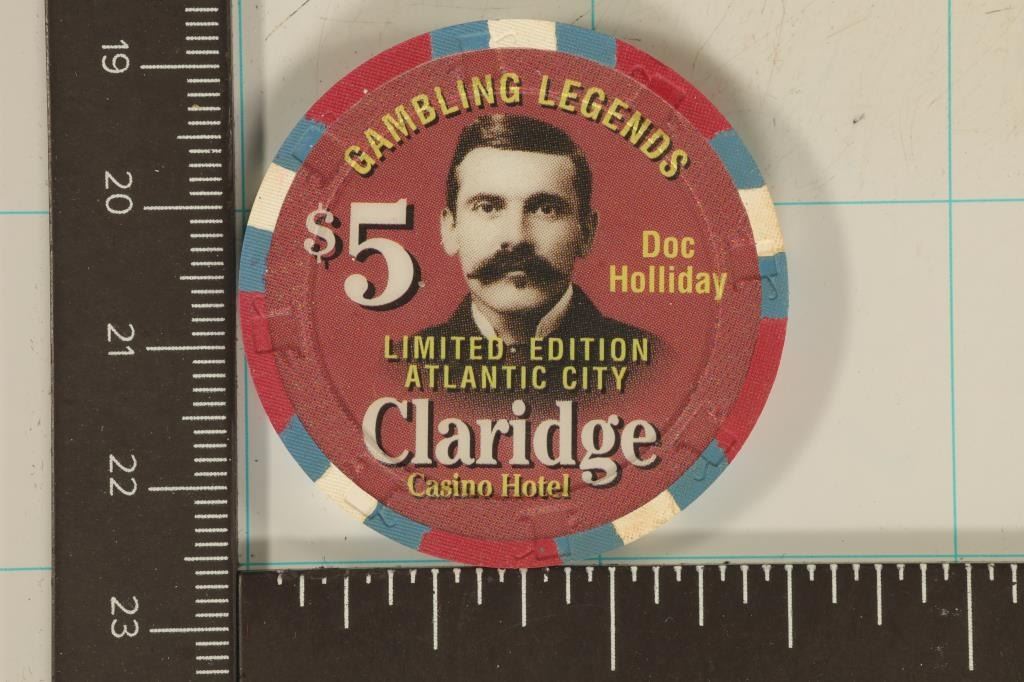 GAMBLING LEGENDS
$5
Doc
Holliday
LIMITED EDITION
ATLANTIC CITY
Claridge
Casino Hotel
19
20
21
22
23